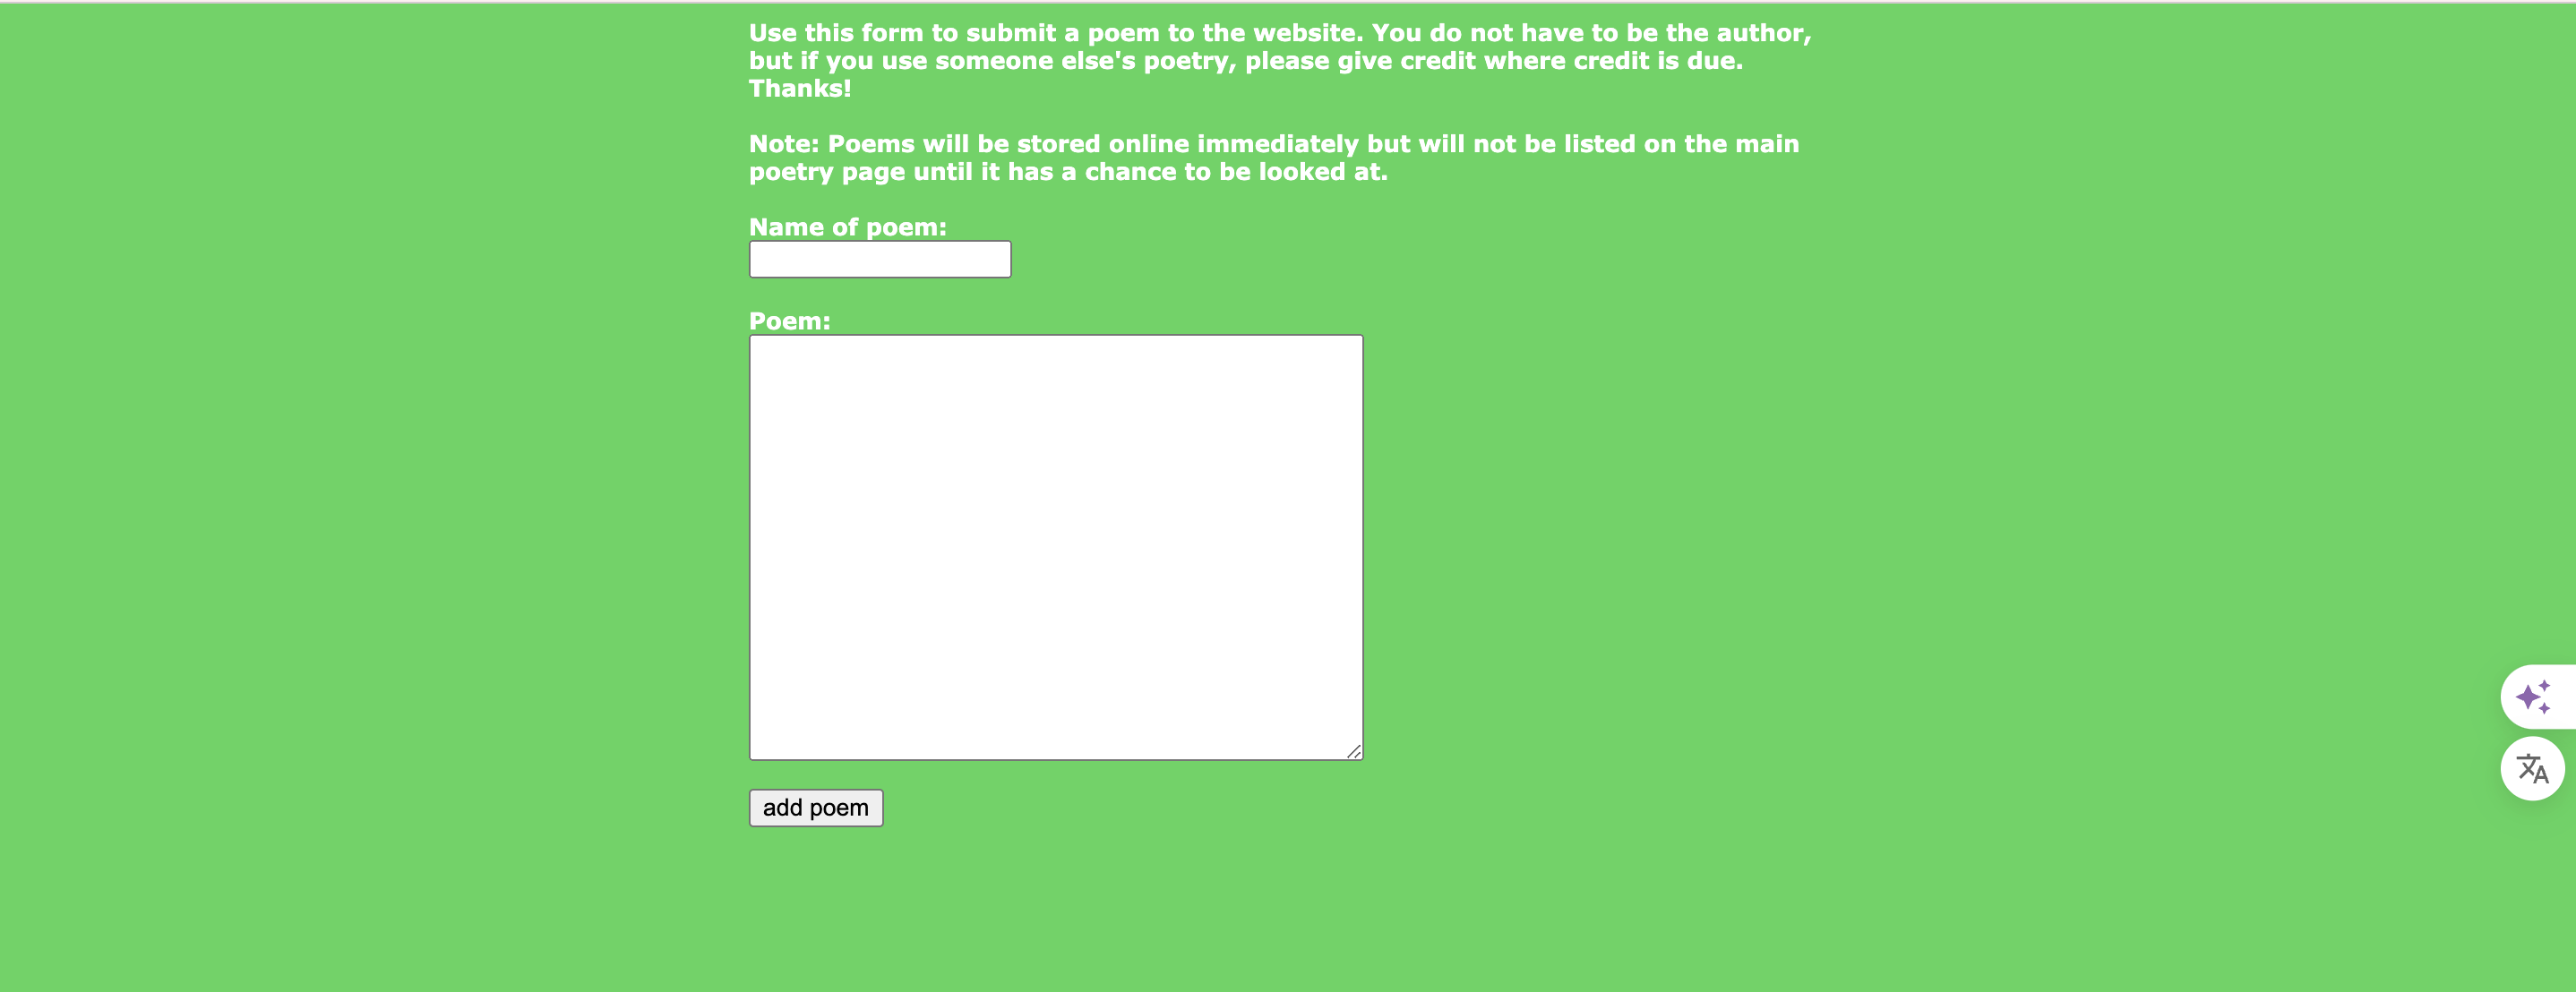 Use this form to submit a poem to the website. You do not have to be the author,
but if you use someone else's poetry, please give credit where credit is due.
Thanks!
Note: Poems will be stored online immediately but will not be listed on the main
poetry page until it has a chance to be looked at.
Name of poem:
Poem:
add poem